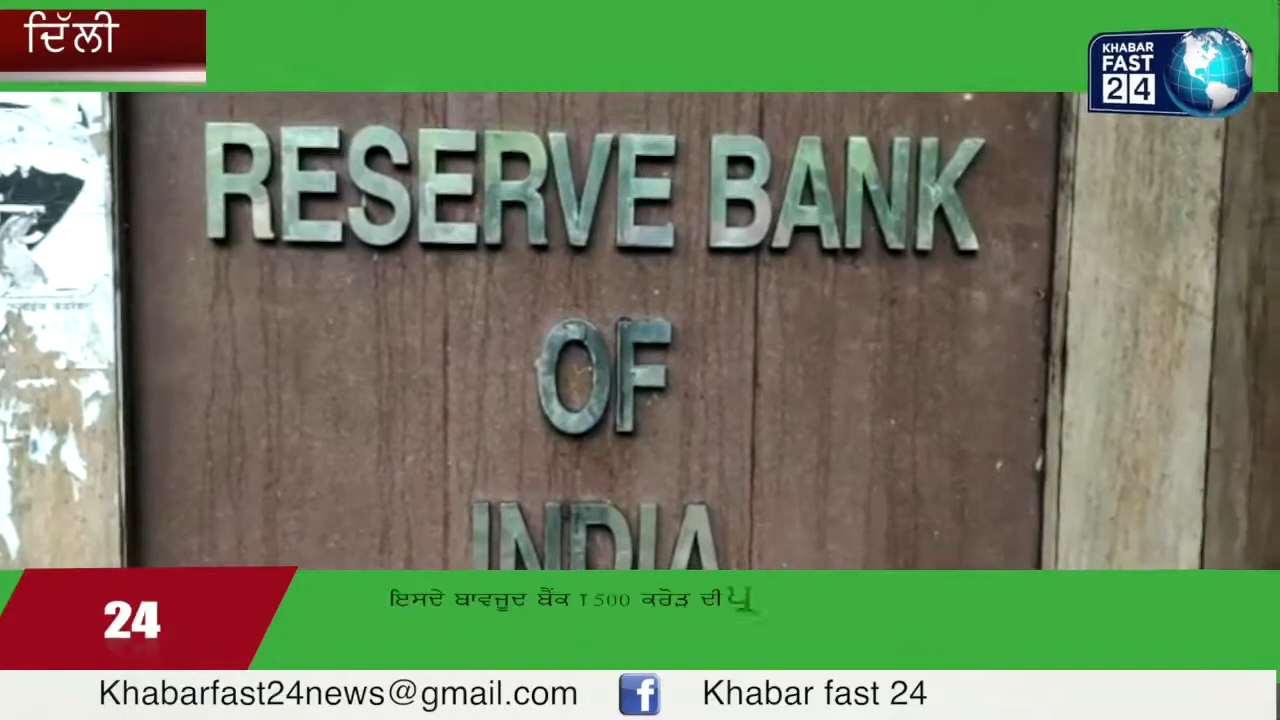 ਦਿੱਲੀ
KHABAR
FAST
24
RESERVE BANK
OF
INDIA
ਇਸਦੇ ਬਾਵਜੂਦ ਬੈਂਕ 1500 ਕਰੋੜ ਦੀ
24
Khabarfast24news@gmail.com
Khabar fast 24